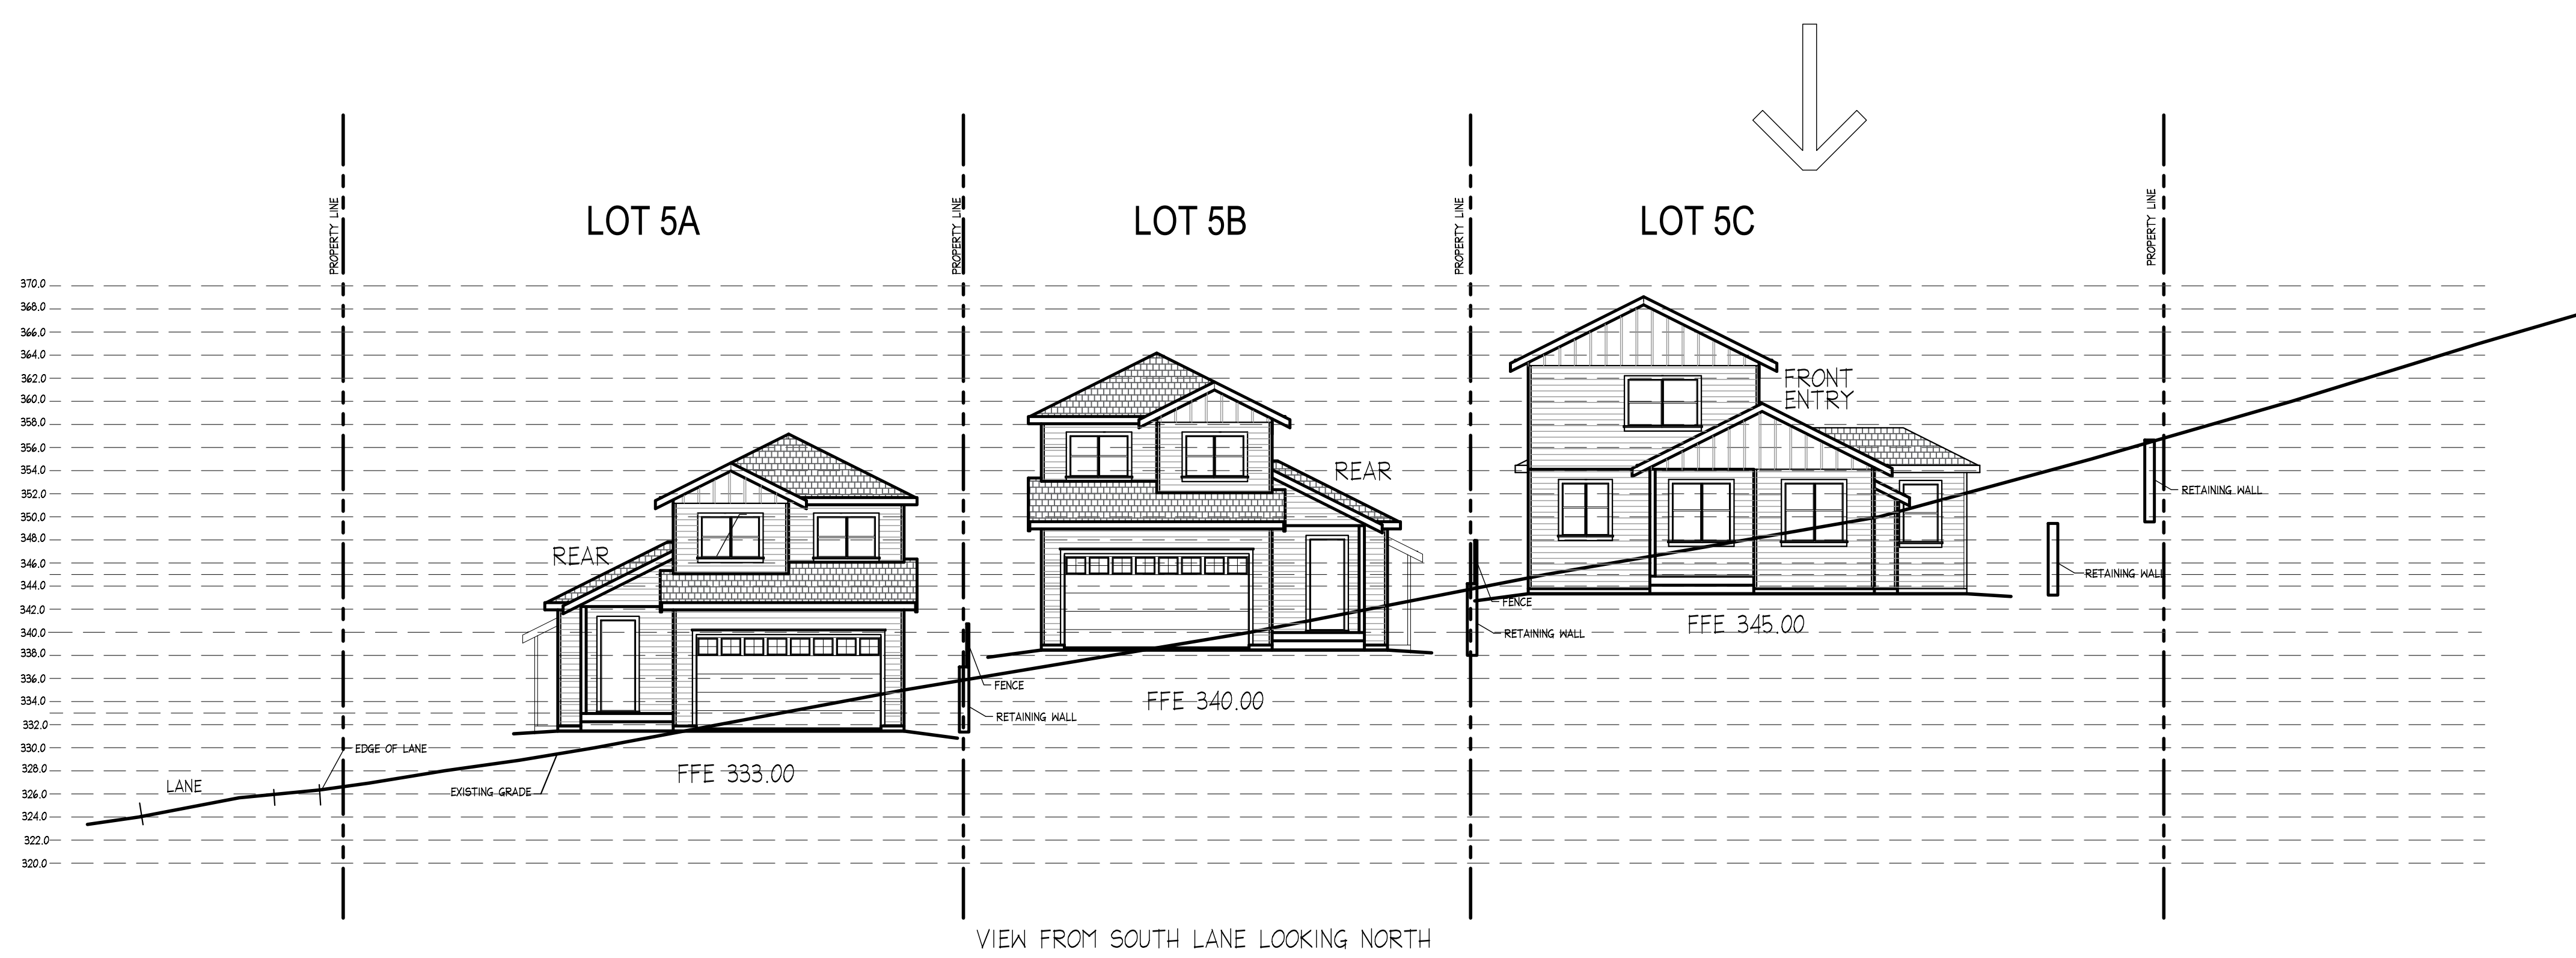 PROPERTY LINE
PROPERTY LINE
PROPERTY LINE
PROPERTY LINE
LOT 5A
LOT 5B
LOT 5C
370.0
368.0
366.0
364.0
362.0
360.0
358.0
356.0
354.0
352.0
350.0
348.0
346.0
344.0
342.0
340.0
338.0
336.0
334.0
332.0
330.0
328.0
326.0
324.0
322.0
320.0
FRONT
ENTRY
REAR
REAR
RETAINING WALL
RETAINING WALL
FENCE
RETAINING WALL
FFE 345.00
FENCE
RETAINING WALL
FFE 340.00
EDGE OF LANE
LANE
EXISTING GRADE
FFE 333.00
VIEW FROM SOUTH LANE LOOKING NORTH